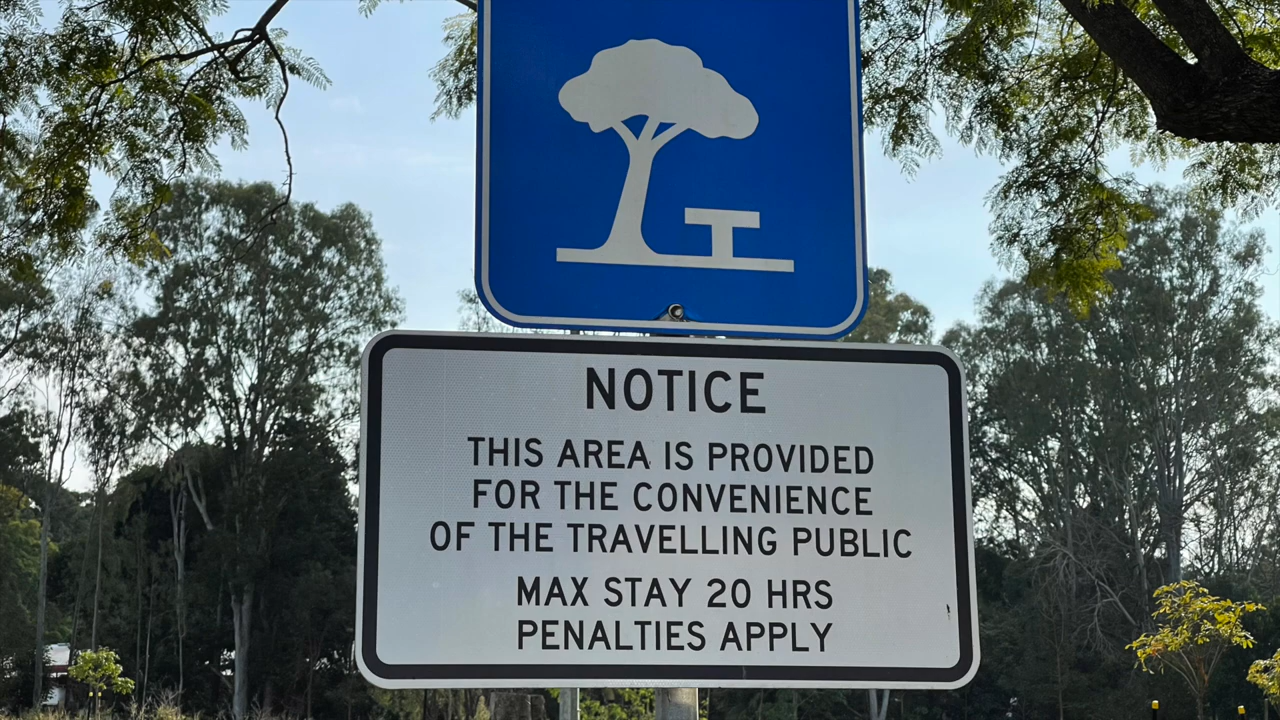 NOTICE
THIS AREA IS PROVIDED
FOR THE CONVENIENCE
OF THE TRAVELLING PUBLIC
MAX STAY 20 HRS
PENALTIES APPLY